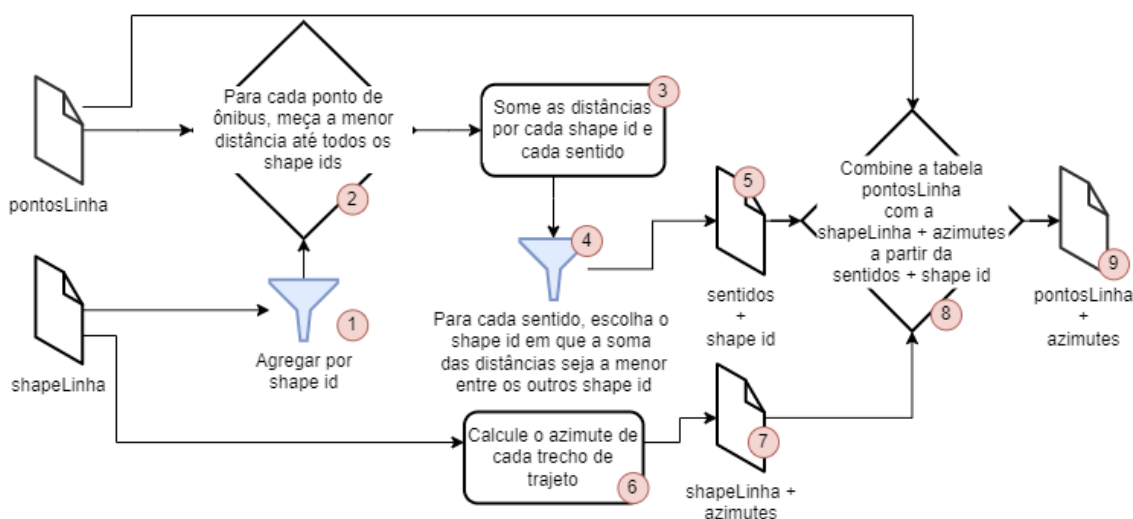 pontosLinha
Para cada ponto de
ônibus, meça a menor
distância até todos os
shape ids
2
3
Some as distâncias
por cada shape id e
cada sentido
shapeLinha
1
Agregar por
shape id
4
Para cada sentido, escolha o
shape id em que a soma
das distâncias seja a menor
entre os outros shape id
5
sentidos
+
shape id
Calcule o azimute de
cada trecho de
trajeto
6
7
shapeLinha +
azimutes
Combine a tabela
pontosLinha
com a
shapeLinha + azimutes
a partir da
sentidos + shape id
8
9
pontosLinha
+
azimutes